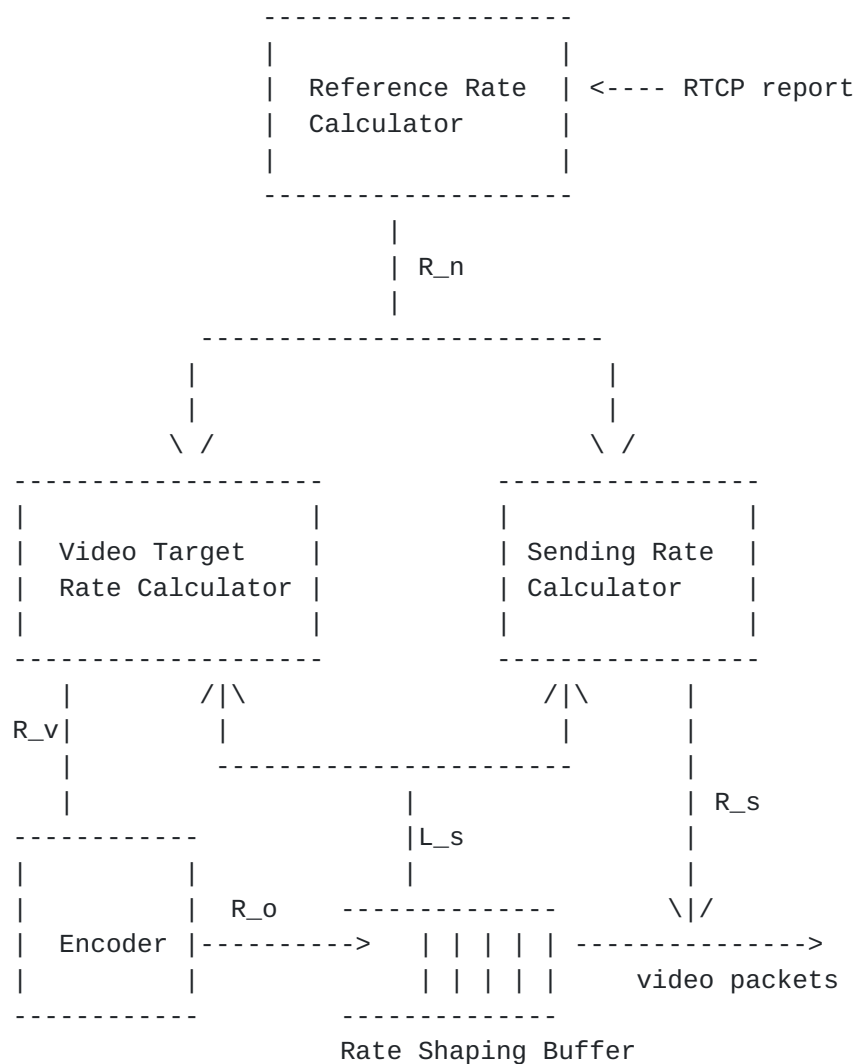 Reference Rate <---- RTCP report
Calculator
R_n
Video Target Sending Rate
Rate Calculator Calculator
R_v
R_s
L_s
R_o
Encoder
video packets
Rate Shaping Buffer